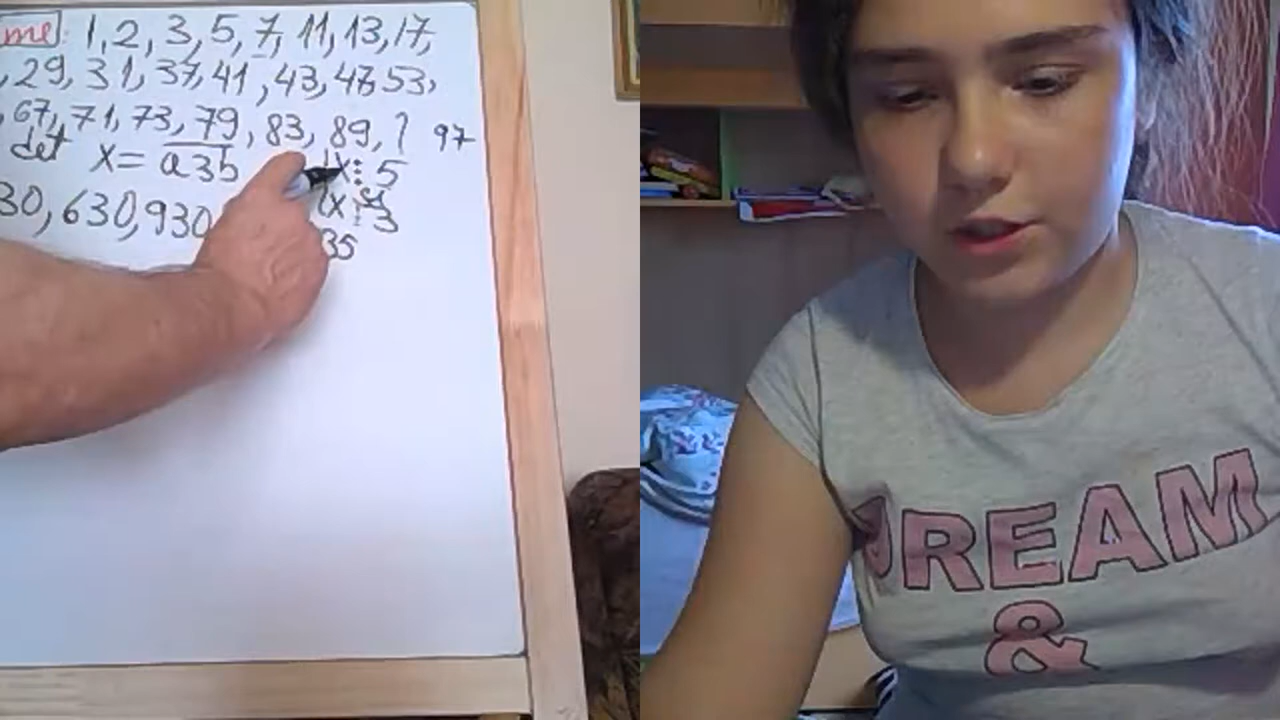 me: 1, 2, 3, 5, 7, 11, 13, 17,
, 29, 31, 37, 41, 43, 47, 53,
, 67, 71, 73, 79, 83, 89, ? 97
det x = a3b x ⋮ 5
30, 630, 930 x ⋮ 3
35
DREAM
&